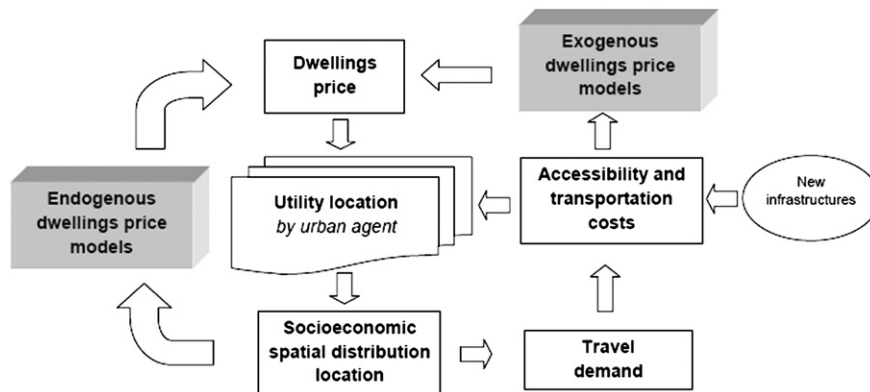 Dwellings
price
Exogenous
dwellings price
models
Endogenous
dwellings price
models
Utility location
by urban agent
Accessibility and
transportation
costs
New
infrastructures
Socioeconomic
spatial distribution
location
Travel
demand